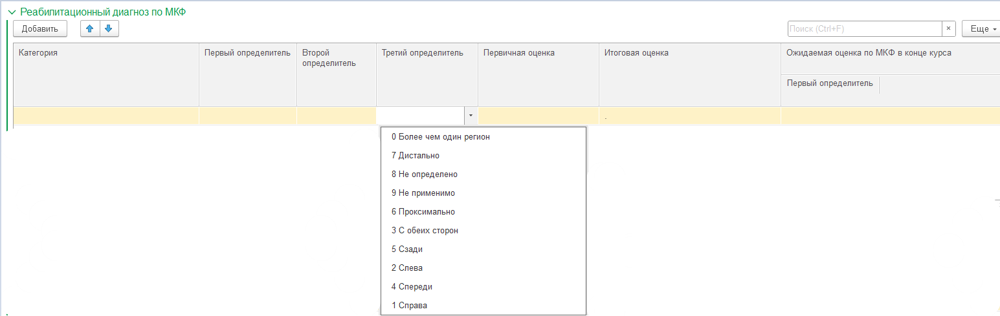 Реабилитационный диагноз по МКФ
Добавить
Поиск (Ctrl+F)
×
Еще
Категория
Первый определитель
Второй определитель
Третий определитель
Первичная оценка
Итоговая оценка
Ожидаемая оценка по МКФ в конце курса
Первый определитель
.
0 Более чем один регион
7 Дистально
8 Не определено
9 Не применимо
6 Проксимально
3 С обеих сторон
5 Сзади
2 Слева
4 Спереди
1 Справа